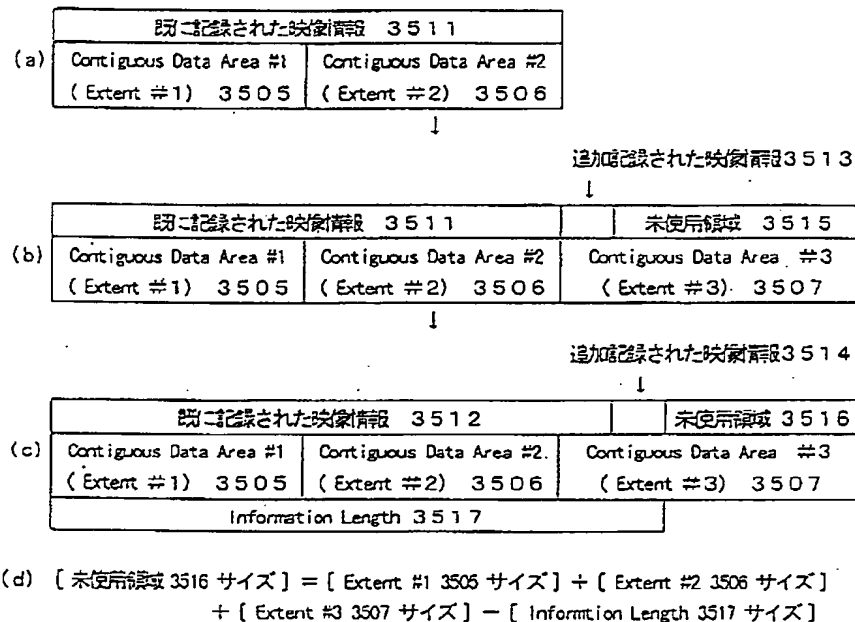 既に記録された映像情報 3511
(a) Contiguous Data Area #1 Contiguous Data Area #2
( Extent #1) 3505 ( Extent #2) 3506
↓
追加記録された映像情報3513
↓
既に記録された映像情報 3511 未使用領域 3515
(b) Contiguous Data Area #1 Contiguous Data Area #2 Contiguous Data Area #3
( Extent #1) 3505 ( Extent #2) 3506 ( Extent #3) 3507
↓
追加記録された映像情報3514
↓
既に記録された映像情報 3512 未使用領域 3516
(c) Contiguous Data Area #1 Contiguous Data Area #2 Contiguous Data Area #3
( Extent #1) 3505 ( Extent #2) 3506 ( Extent #3) 3507
Information Length 3517
(d) [ 未使用領域 3516 サイズ ] = [ Extent #1 3505 サイズ ] + [ Extent #2 3506 サイズ ]
+ [ Extent #3 3507 サイズ ] − [ Informtion Length 3517 サイズ ]